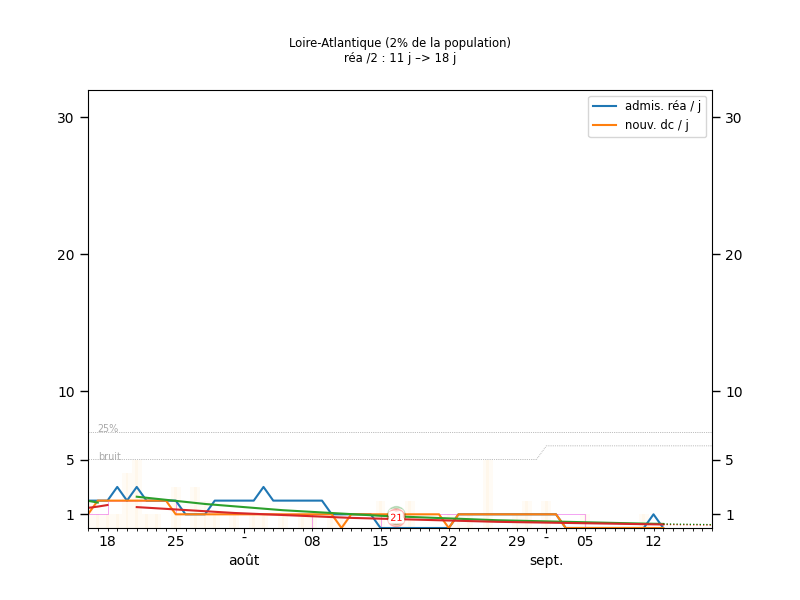 Loire-Atlantique (2% de la population)
réa /2 : 11 j –> 18 j
admis. réa / j
nouv. dc / j
30 30
20 20
10 10
25%
5 bruit 5
1 21 1
18 25 - 08 15 22 29 - 05 12
août sept.